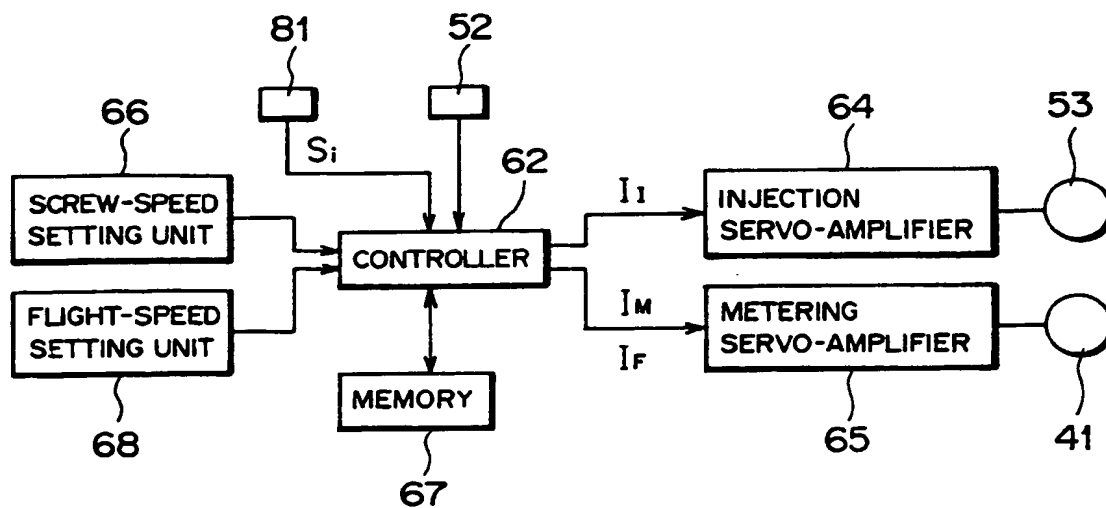 81
52
66
64
53
Si
62
SCREW-SPEED
SETTING UNIT
II
INJECTION
SERVO-AMPLIFIER
CONTROLLER
FLIGHT-SPEED
SETTING UNIT
IM
METERING
SERVO-AMPLIFIER
IF
MEMORY
68
65
41
67